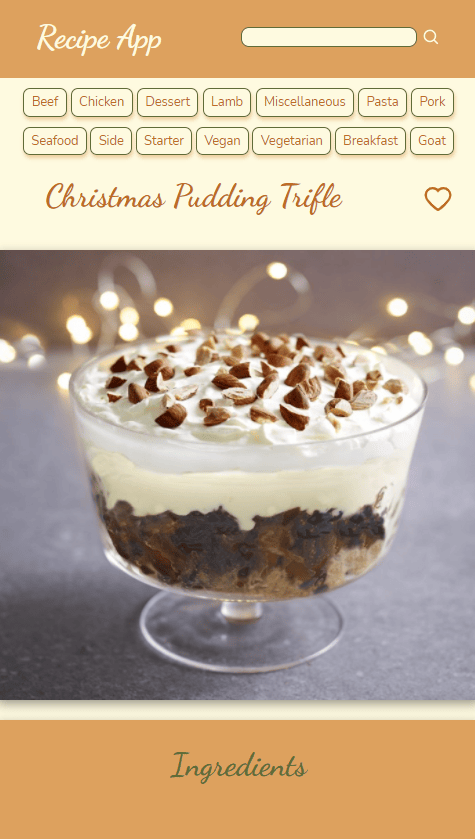 Recipe App
Beef Chicken Dessert Lamb Miscellaneous Pasta Pork
Seafood Side Starter Vegan Vegetarian Breakfast Goat
Christmas Pudding Trifle
Ingredients